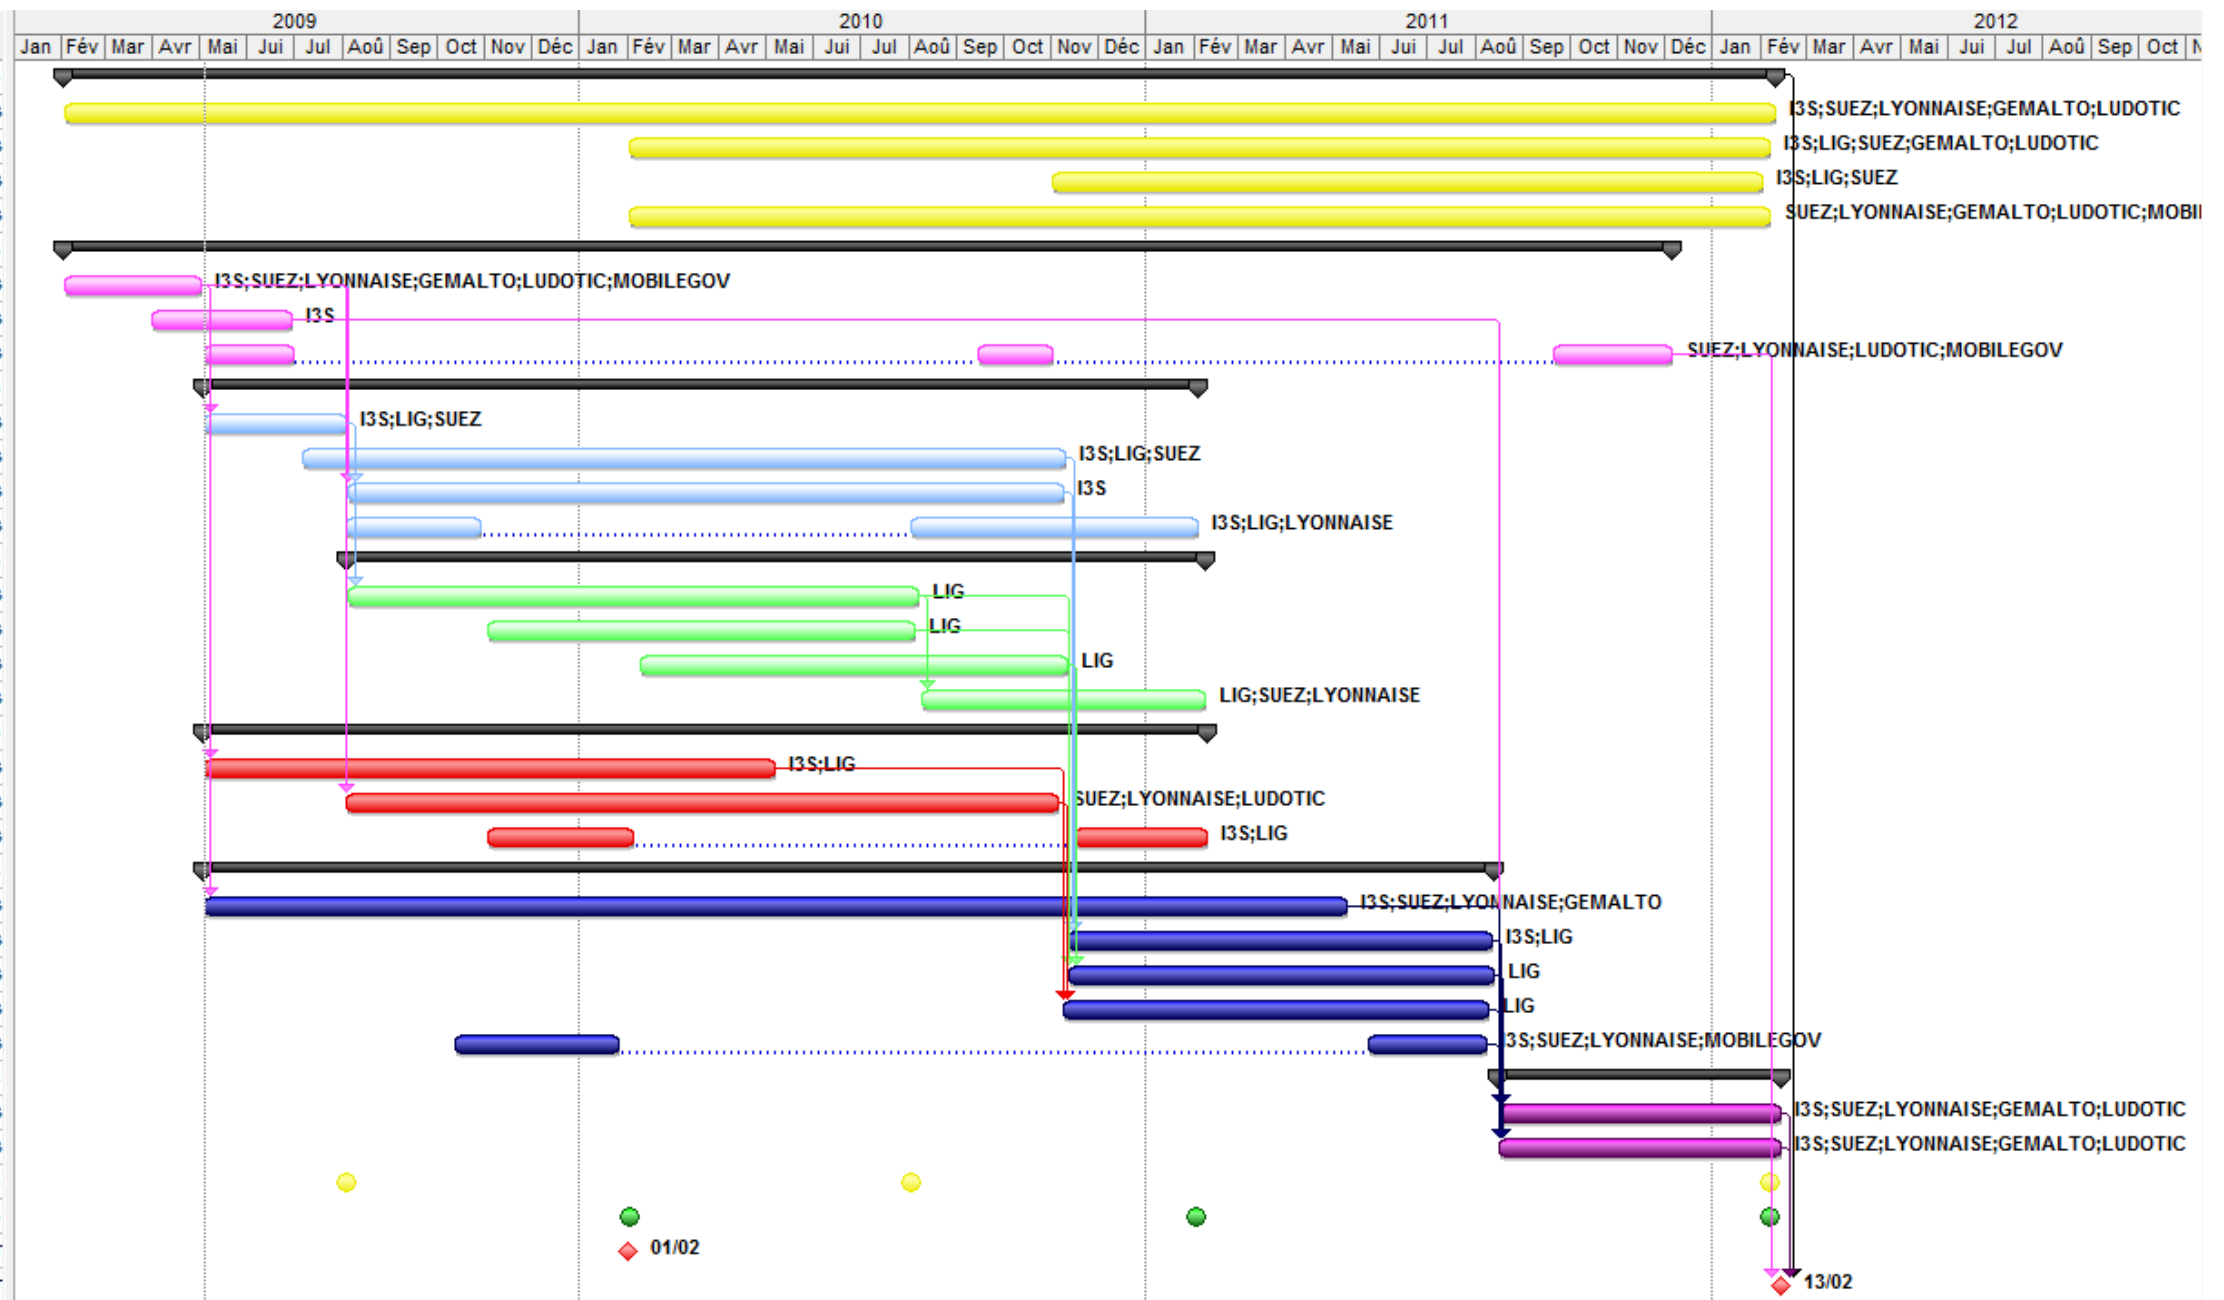 2009 2010 2011 2012
Jan Fév Mar Avr Mai Jui Jul Aoû Sep Oct Nov Déc Jan Fév Mar Avr Mai Jui Jul Aoû Sep Oct Nov Déc Jan Fév Mar Avr Mai Jui Jul Aoû Sep Oct Nov Déc Jan Fév Mar Avr Mai Jui Jul Aoû Sep Oct N
I3S;SUEZ;LYONNAISE;GEMALTO;LUDOTIC
I3S;LIG;SUEZ;GEMALTO;LUDOTIC
I3S;LIG;SUEZ
SUEZ;LYONNAISE;GEMALTO;LUDOTIC;MOBI
I3S;SUEZ;LYONNAISE;GEMALTO;LUDOTIC;MOBILEGOV
I3S
SUEZ;LYONNAISE;LUDOTIC;MOBILEGOV
I3S;LIG;SUEZ
I3S;LIG;SUEZ
I3S
I3S;LIG;LYONNAISE
LIG
LIG
LIG
LIG;SUEZ;LYONNAISE
I3S;LIG
SUEZ;LYONNAISE;LUDOTIC
I3S;LIG
I3S;SUEZ;LYONNAISE;GEMALTO
I3S;LIG
LIG
LIG
I3S;SUEZ;LYONNAISE;MOBILEGOV
I3S;SUEZ;LYONNAISE;GEMALTO;LUDOTIC
I3S;SUEZ;LYONNAISE;GEMALTO;LUDOTIC
01/02
13/02